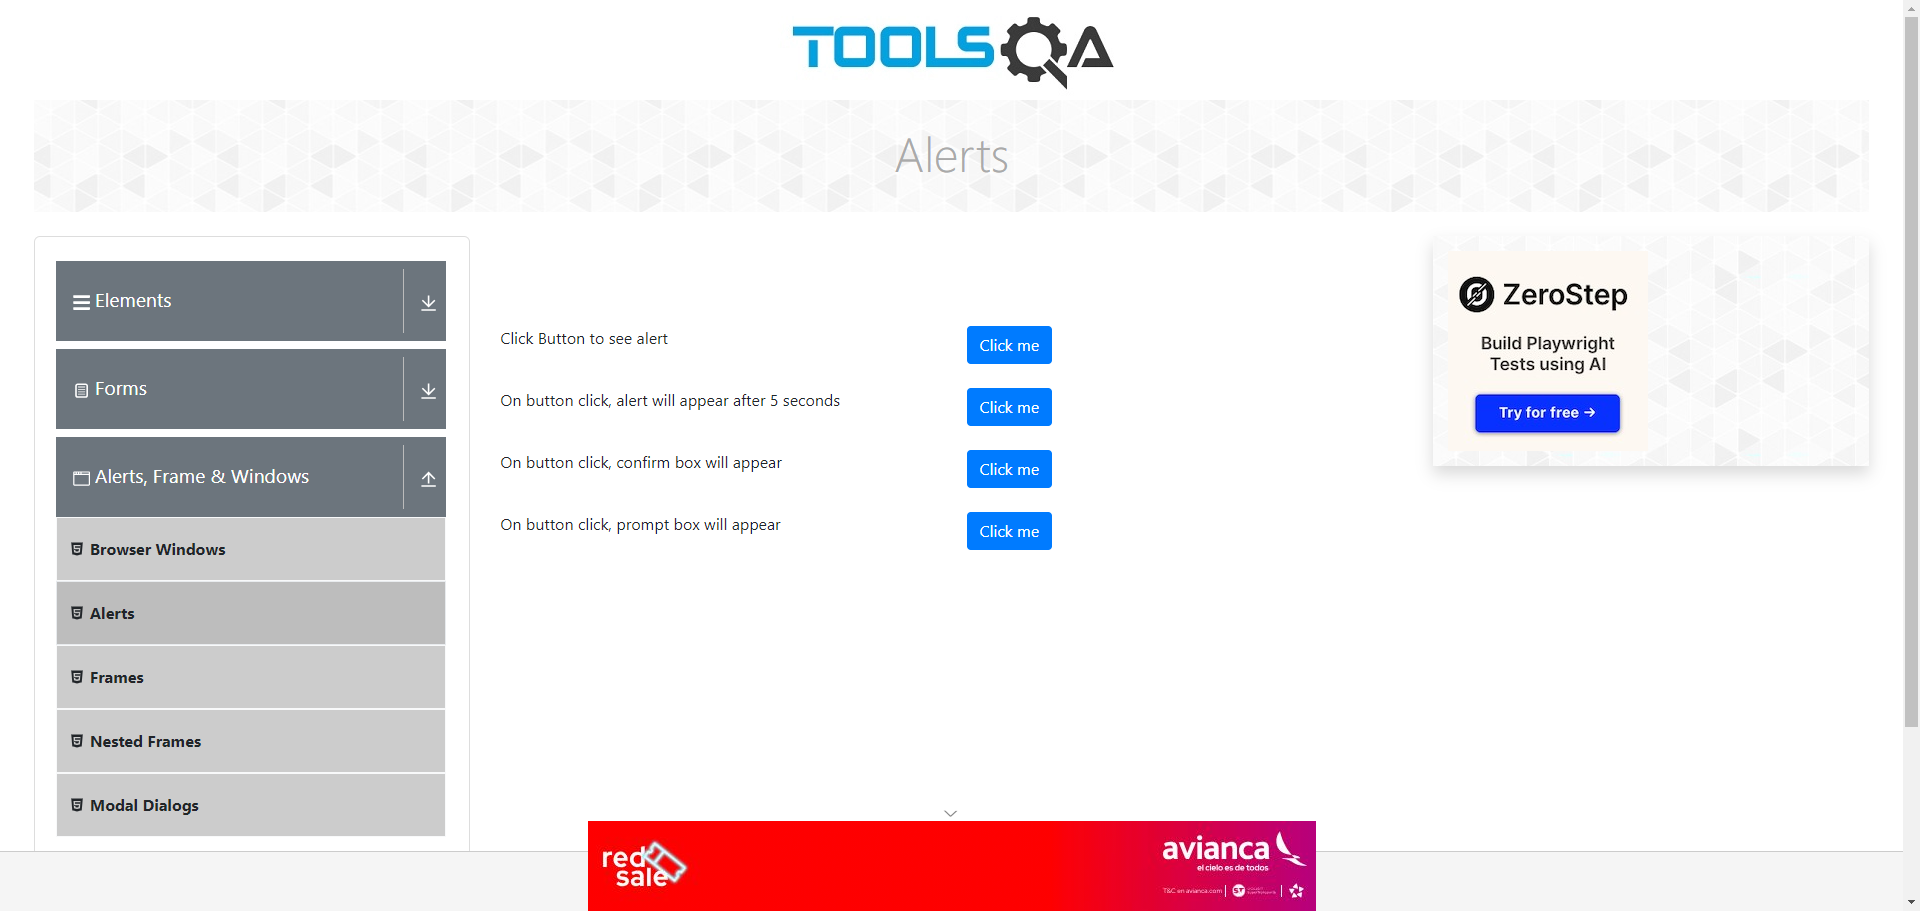 TOOLSQA
Alerts
Elements
Forms
Alerts, Frame & Windows
Browser Windows
Alerts
Frames
Nested Frames
Modal Dialogs
Click Button to see alert
Click me
On button click, alert will appear after 5 seconds
Click me
On button click, confirm box will appear
Click me
On button click, prompt box will appear
Click me
ZeroStep
Build Playwright
Tests using AI
Try for free →
red
sale
avianca
el cielo es de todos
T&C en avianca.com